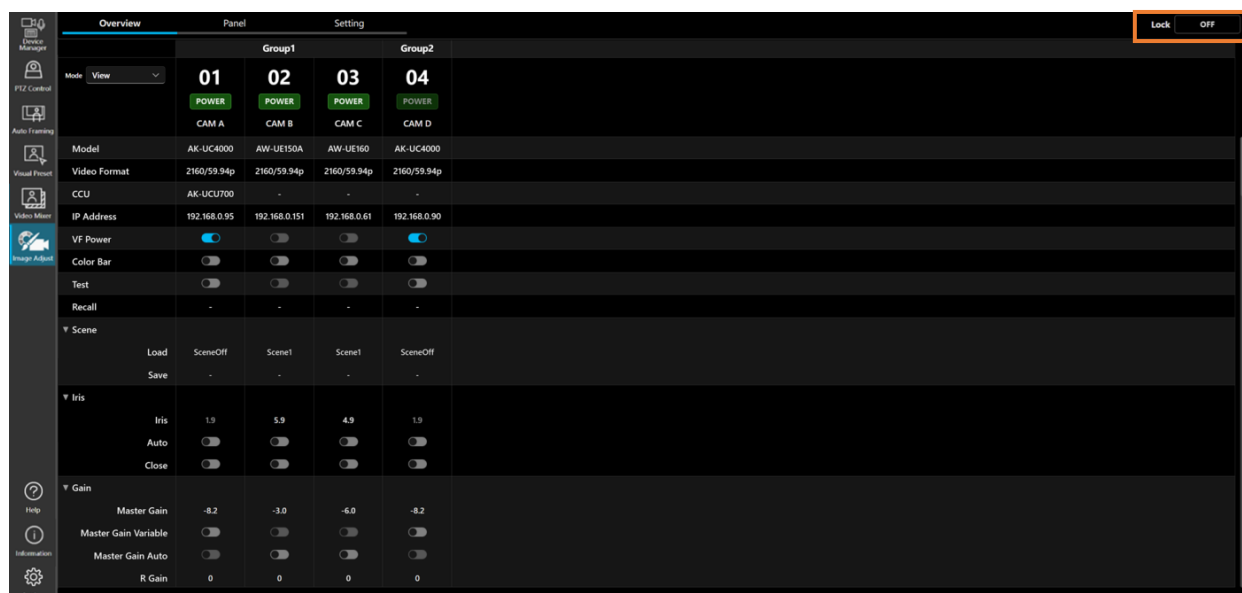 Overview Panel Setting Lock OFF
Device
Manager
PTZ Control
Auto Framing
Visual Preset
Video Mixer
Image Adjust
Help
Information
Group1 Group2
Mode View 01 02 03 04
POWER POWER POWER POWER
CAM A CAM B CAM C CAM D
Model AK-UC4000 AW-UE150A AW-UE160 AK-UC4000
Video Format 2160/59.94p 2160/59.94p 2160/59.94p 2160/59.94p
CCU AK-UCU700 - - -
IP Address 192.168.0.95 192.168.0.151 192.168.0.61 192.168.0.90
VF Power
Color Bar
Test
Recall - - - -
▼ Scene
Load SceneOff Scene1 Scene1 SceneOff
Save - - - -
▼ Iris
Iris 1.9 5.9 4.9 1.9
Auto
Close
▼ Gain
Master Gain -8.2 -3.0 -6.0 -8.2
Master Gain Variable
Master Gain Auto
R Gain 0 0 0 0